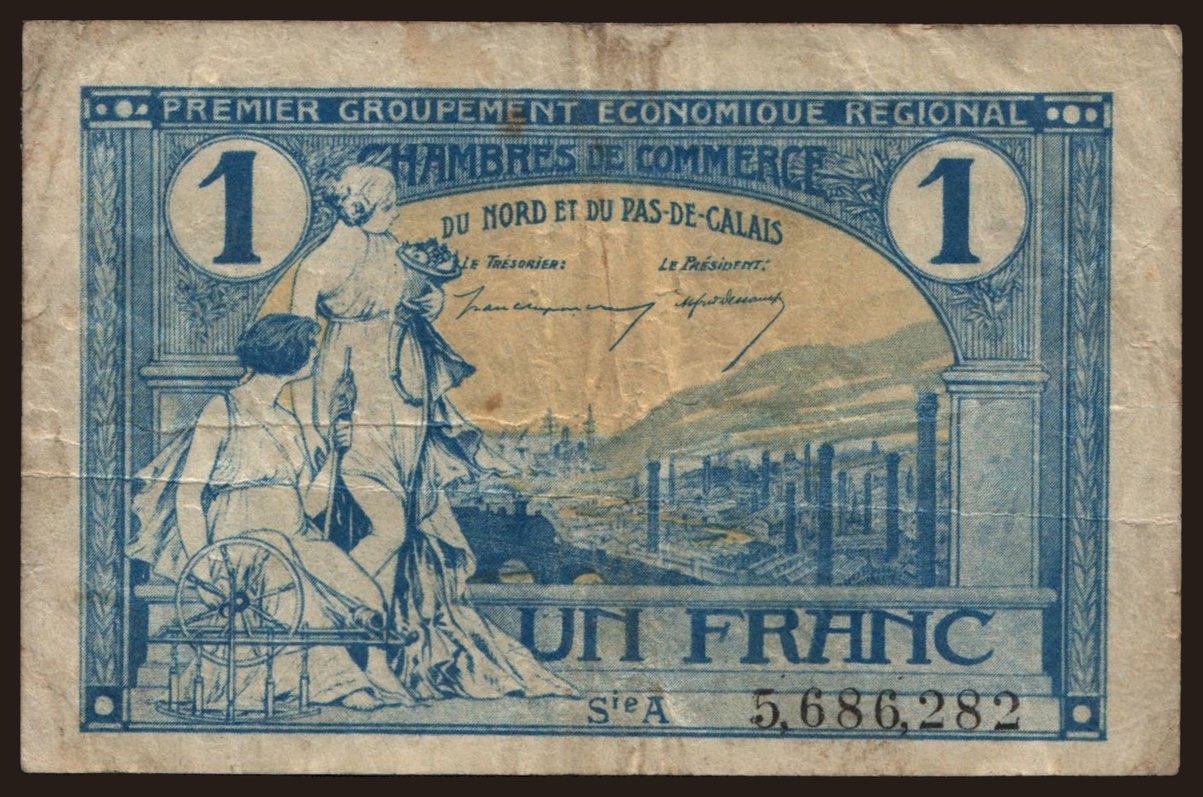 PREMIER GROUPEMENT ECONOMIQUE REGIONAL
1 1
CHAMBRES DE COMMERCE
DU NORD ET DU PAS-DE-CALAIS
LE TRÉSORIER: LE PRÉSIDENT:
UN FRANC
Sie A 5,686,282